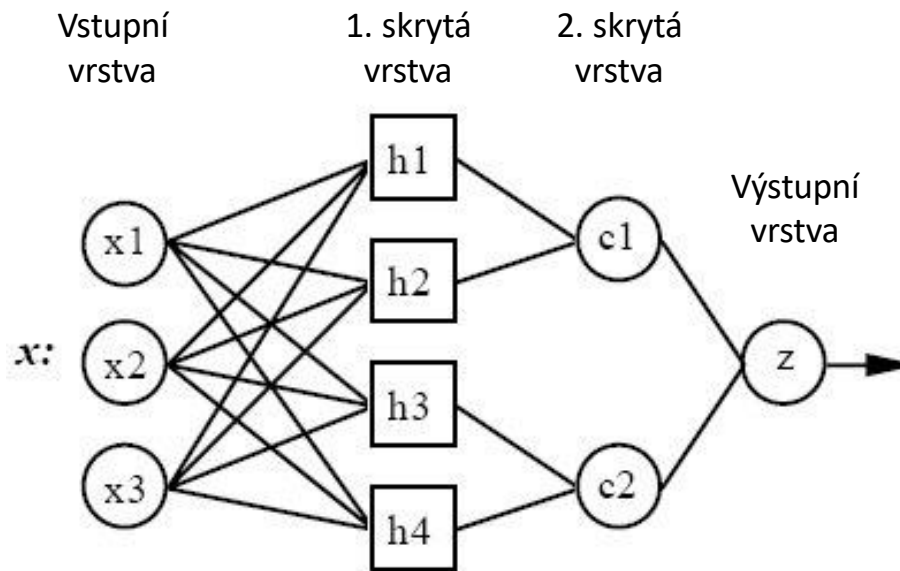 Vstupní
vrstva
1. skrytá
vrstva
2. skrytá
vrstva
Výstupní
vrstva
x:
x1
x2
x3
h1
h2
h3
h4
c1
c2
z